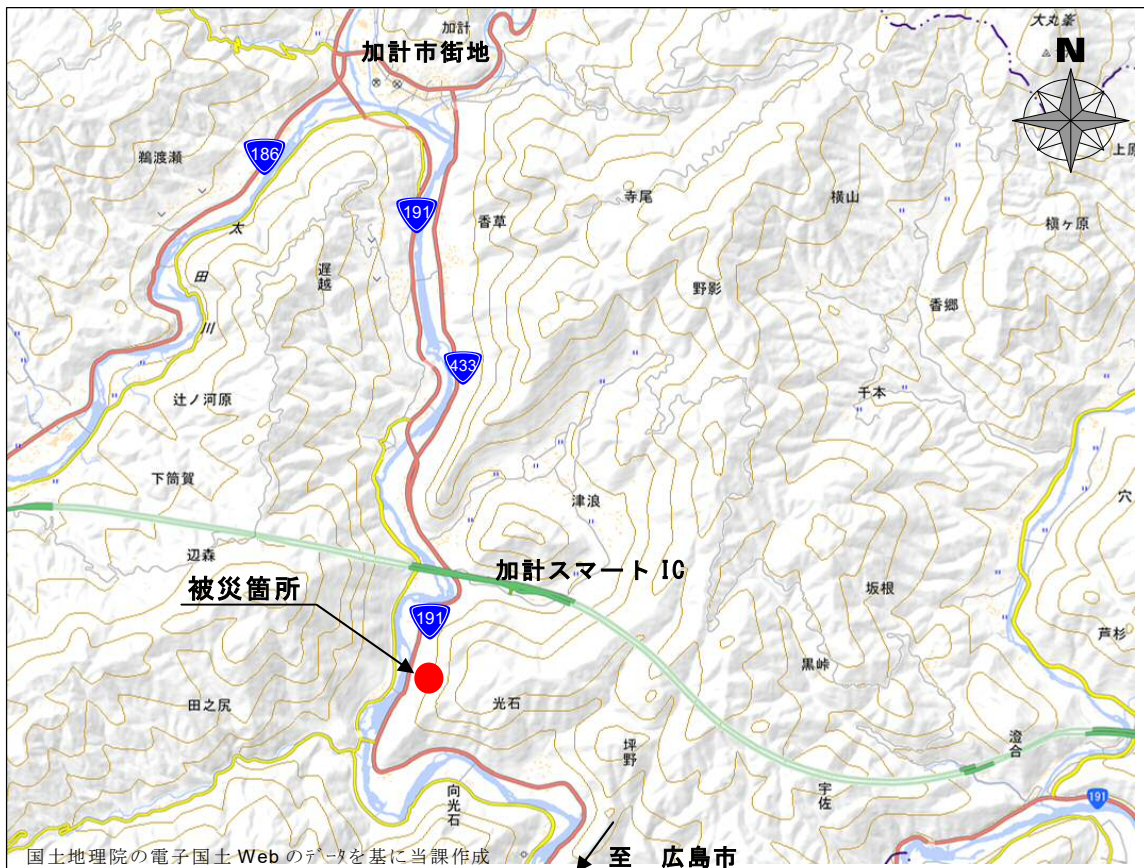 加計
大丸峯
加計市街地
N
186
鵜渡瀬
上原
191
寺尾
横山
香草
槇ヶ原
太田川
遅越
野影
香郷
433
千本
辻ノ河原
下筒賀
津浪
穴
辺森
加計スマート IC
被災箇所
坂根
191
芦杉
黒峠
田之尻
光石
坪野
澄合
向光石
宇佐
191
国土地理院の電子国土 Web のデータを基に当課作成
至 広島市